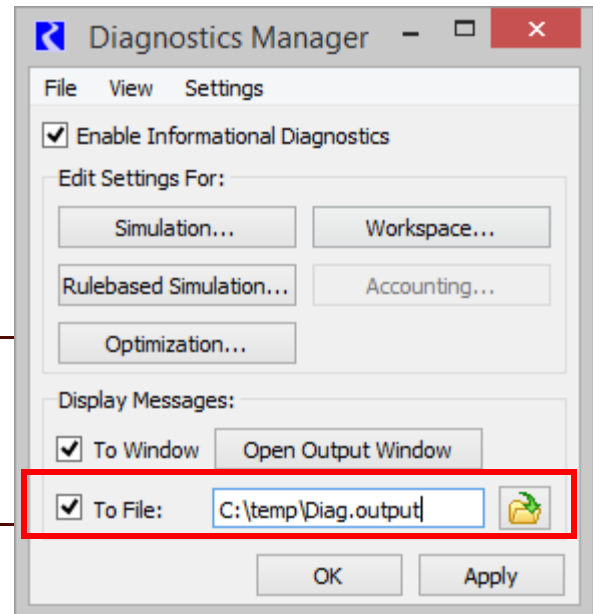 Diagnostics Manager
File View Settings
Enable Informational Diagnostics
Edit Settings For:
Simulation... Workspace...
Rulebased Simulation... Accounting...
Optimization...
Display Messages:
To Window Open Output Window
To File: C:\temp\Diag.output
OK Apply